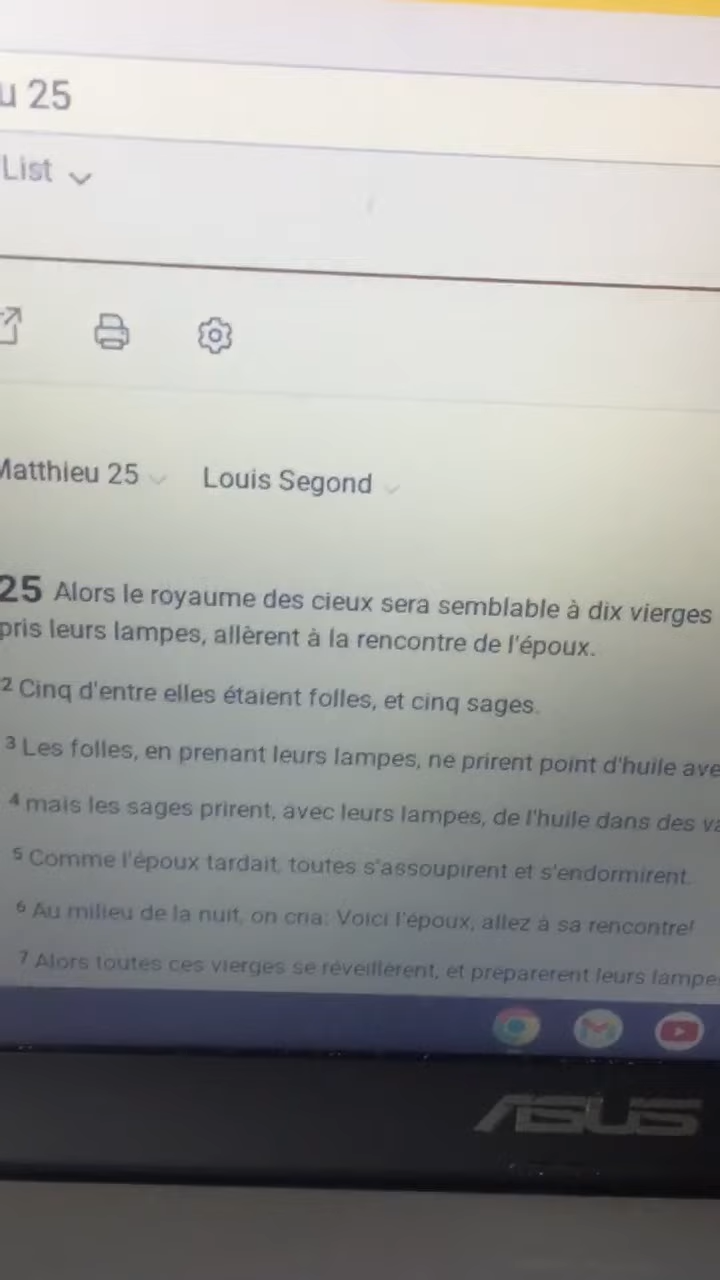 u 25
List
Matthieu 25 Louis Segond
25 Alors le royaume des cieux sera semblable à dix vierges
pris leurs lampes, allèrent à la rencontre de l'époux.
2 Cinq d'entre elles étaient folles, et cinq sages.
3 Les folles, en prenant leurs lampes, ne prirent point d'huile ave
4 mais les sages prirent, avec leurs lampes, de l'huile dans des va
5 Comme l'époux tardait, toutes s'assoupirent et s'endormirent.
6 Au milieu de la nuit, on cria: Voici l'époux, allez à sa rencontre!
7 Alors toutes ces vierges se réveillèrent, et préparèrent leurs lampe
ASUS